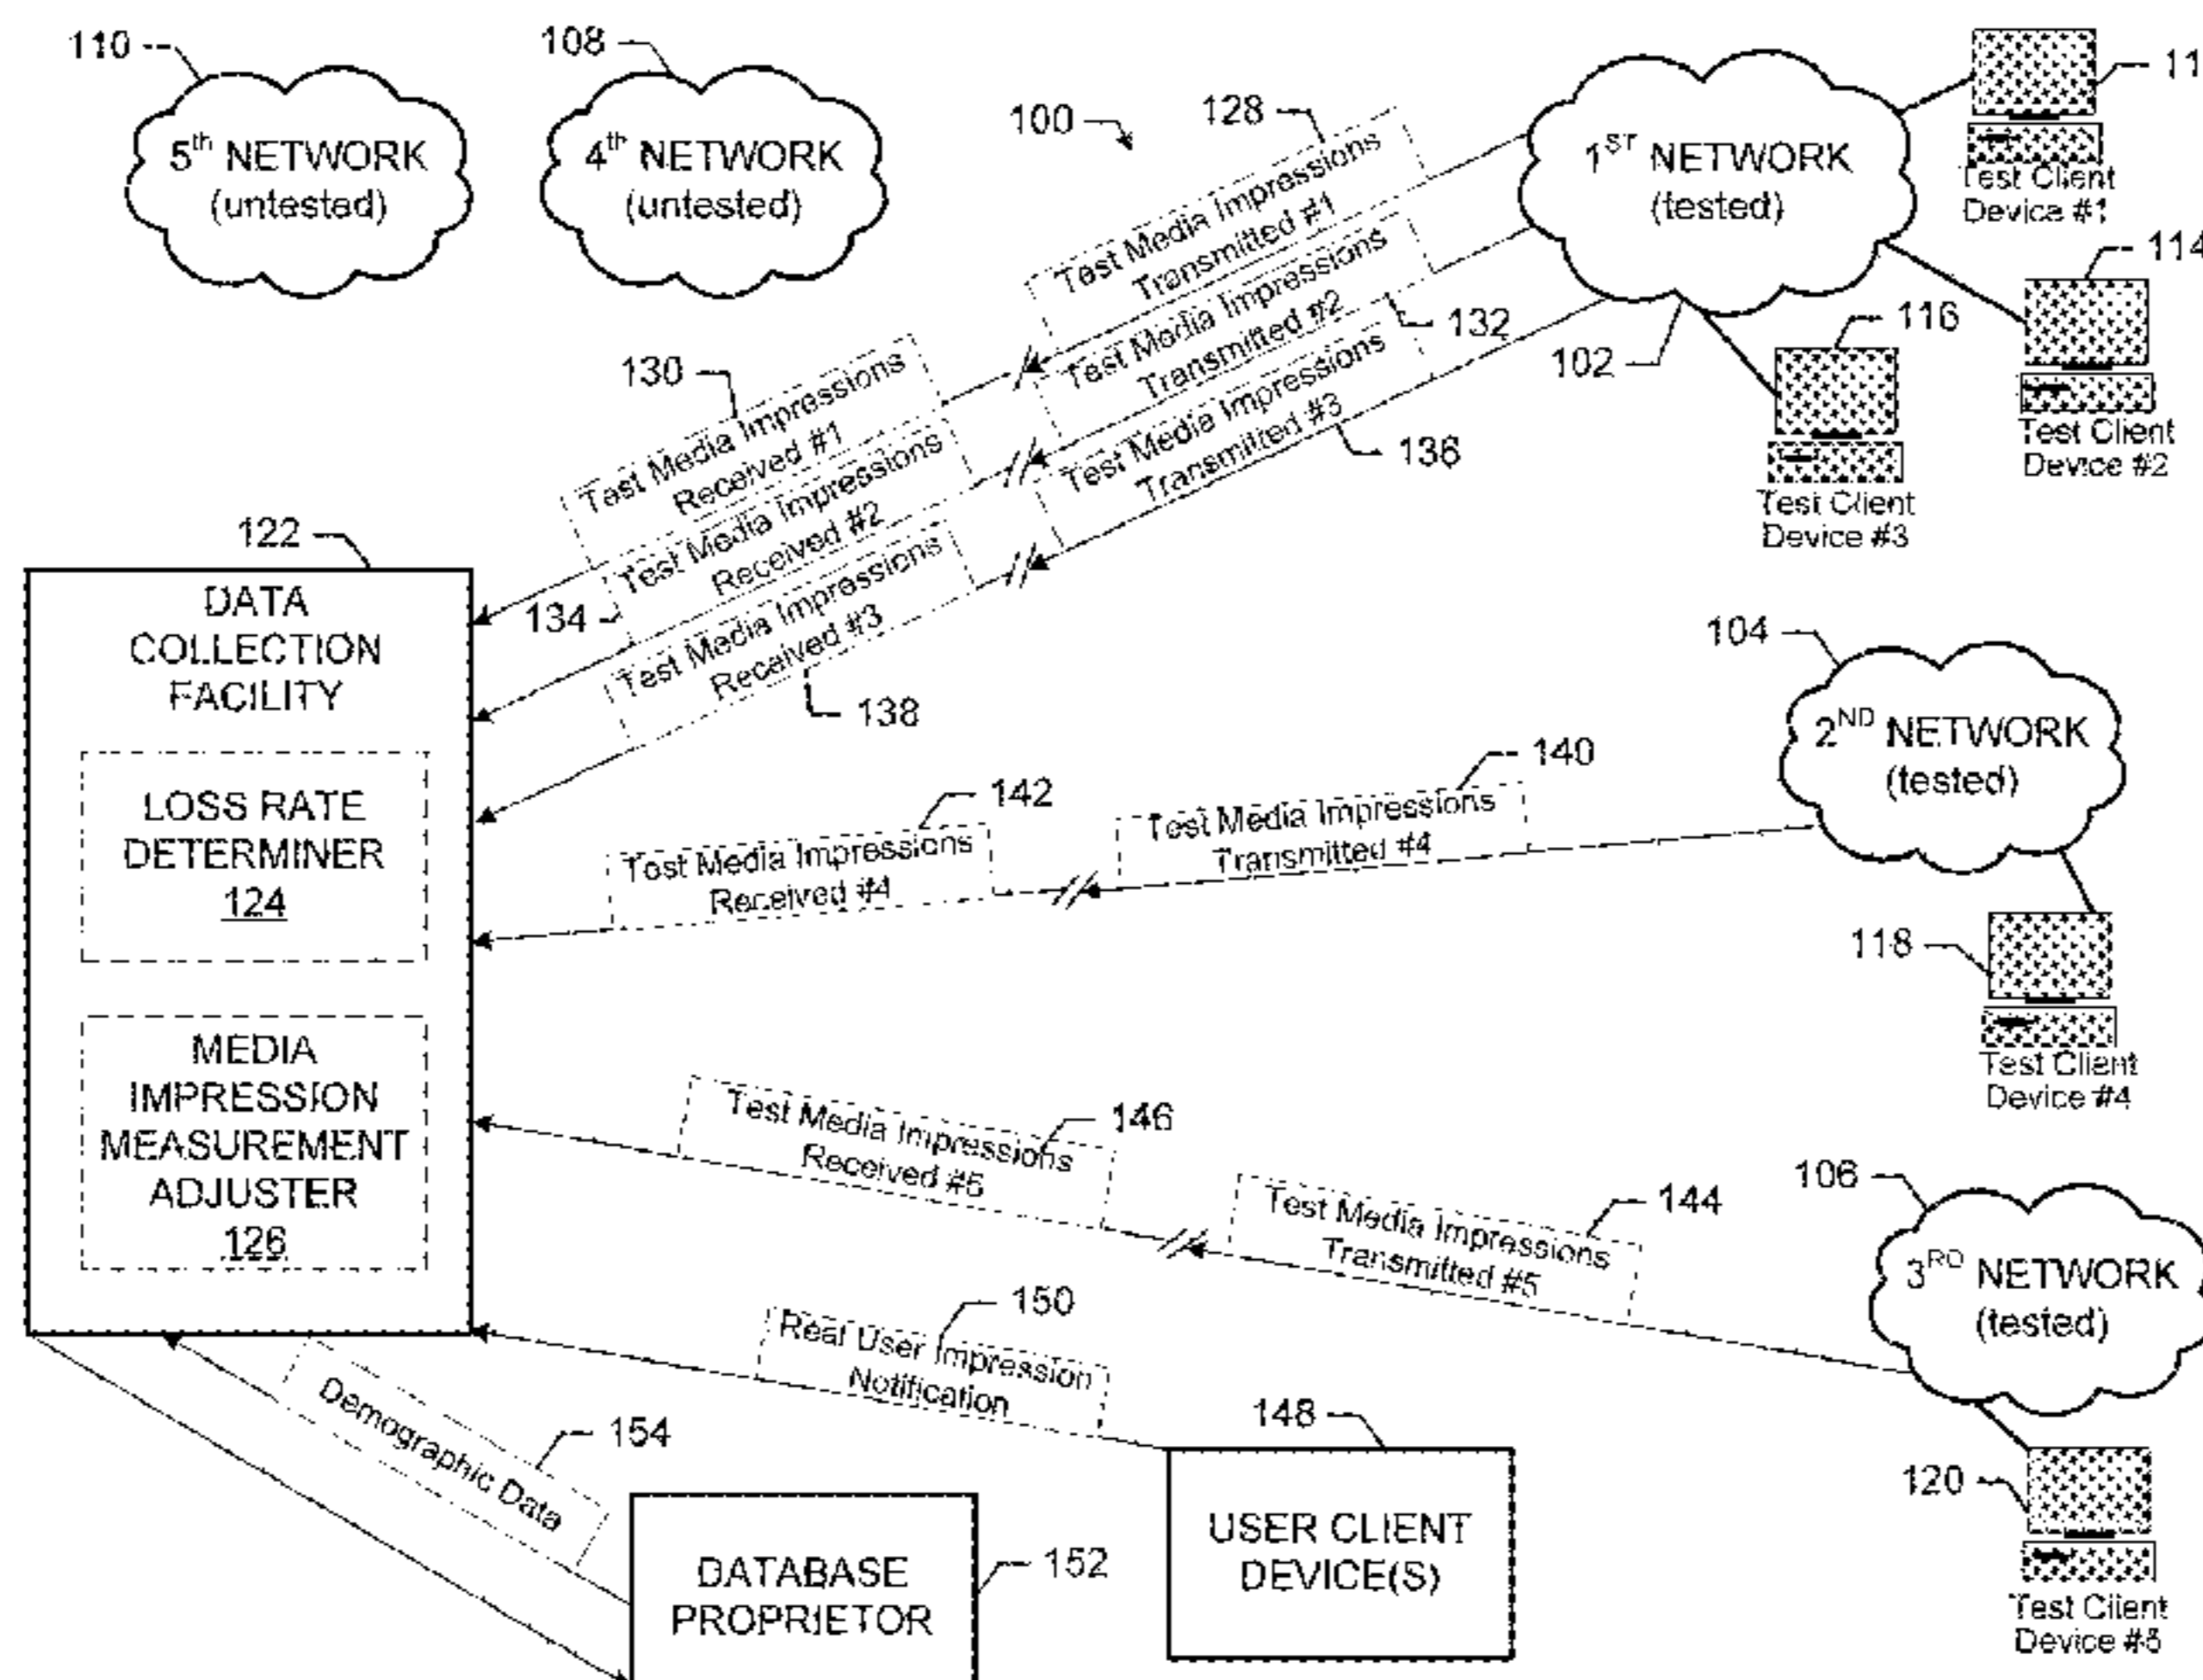 110
5th NETWORK
(untested)
108
4th NETWORK
(untested)
100
128
Test Media Impressions
Transmitted #1
Test Media Impressions
Transmitted #2
132
Test Media Impressions
Transmitted #3
136
1ST NETWORK
(tested)
102
11
Test Client
Device #1
114
Test Client
Device #2
116
Test Client
Device #3
130
Test Media Impressions
Received #1
Test Media Impressions
Received #2
134
Test Media Impressions
Received #3
138
122
DATA
COLLECTION
FACILITY
LOSS RATE
DETERMINER
124
MEDIA
IMPRESSION
MEASUREMENT
ADJUSTER
126
104
2ND NETWORK
(tested)
140
Test Media Impressions
Transmitted #4
142
Test Media Impressions
Received #4
118
Test Client
Device #4
146
Test Media Impressions
Received #5
144
Test Media Impressions
Transmitted #5
106
3RD NETWORK
(tested)
120
Test Client
Device #5
150
Real User Impression
Notification
148
USER CLIENT
DEVICE(S)
154
Demographic Data
152
DATABASE
PROPRIETOR